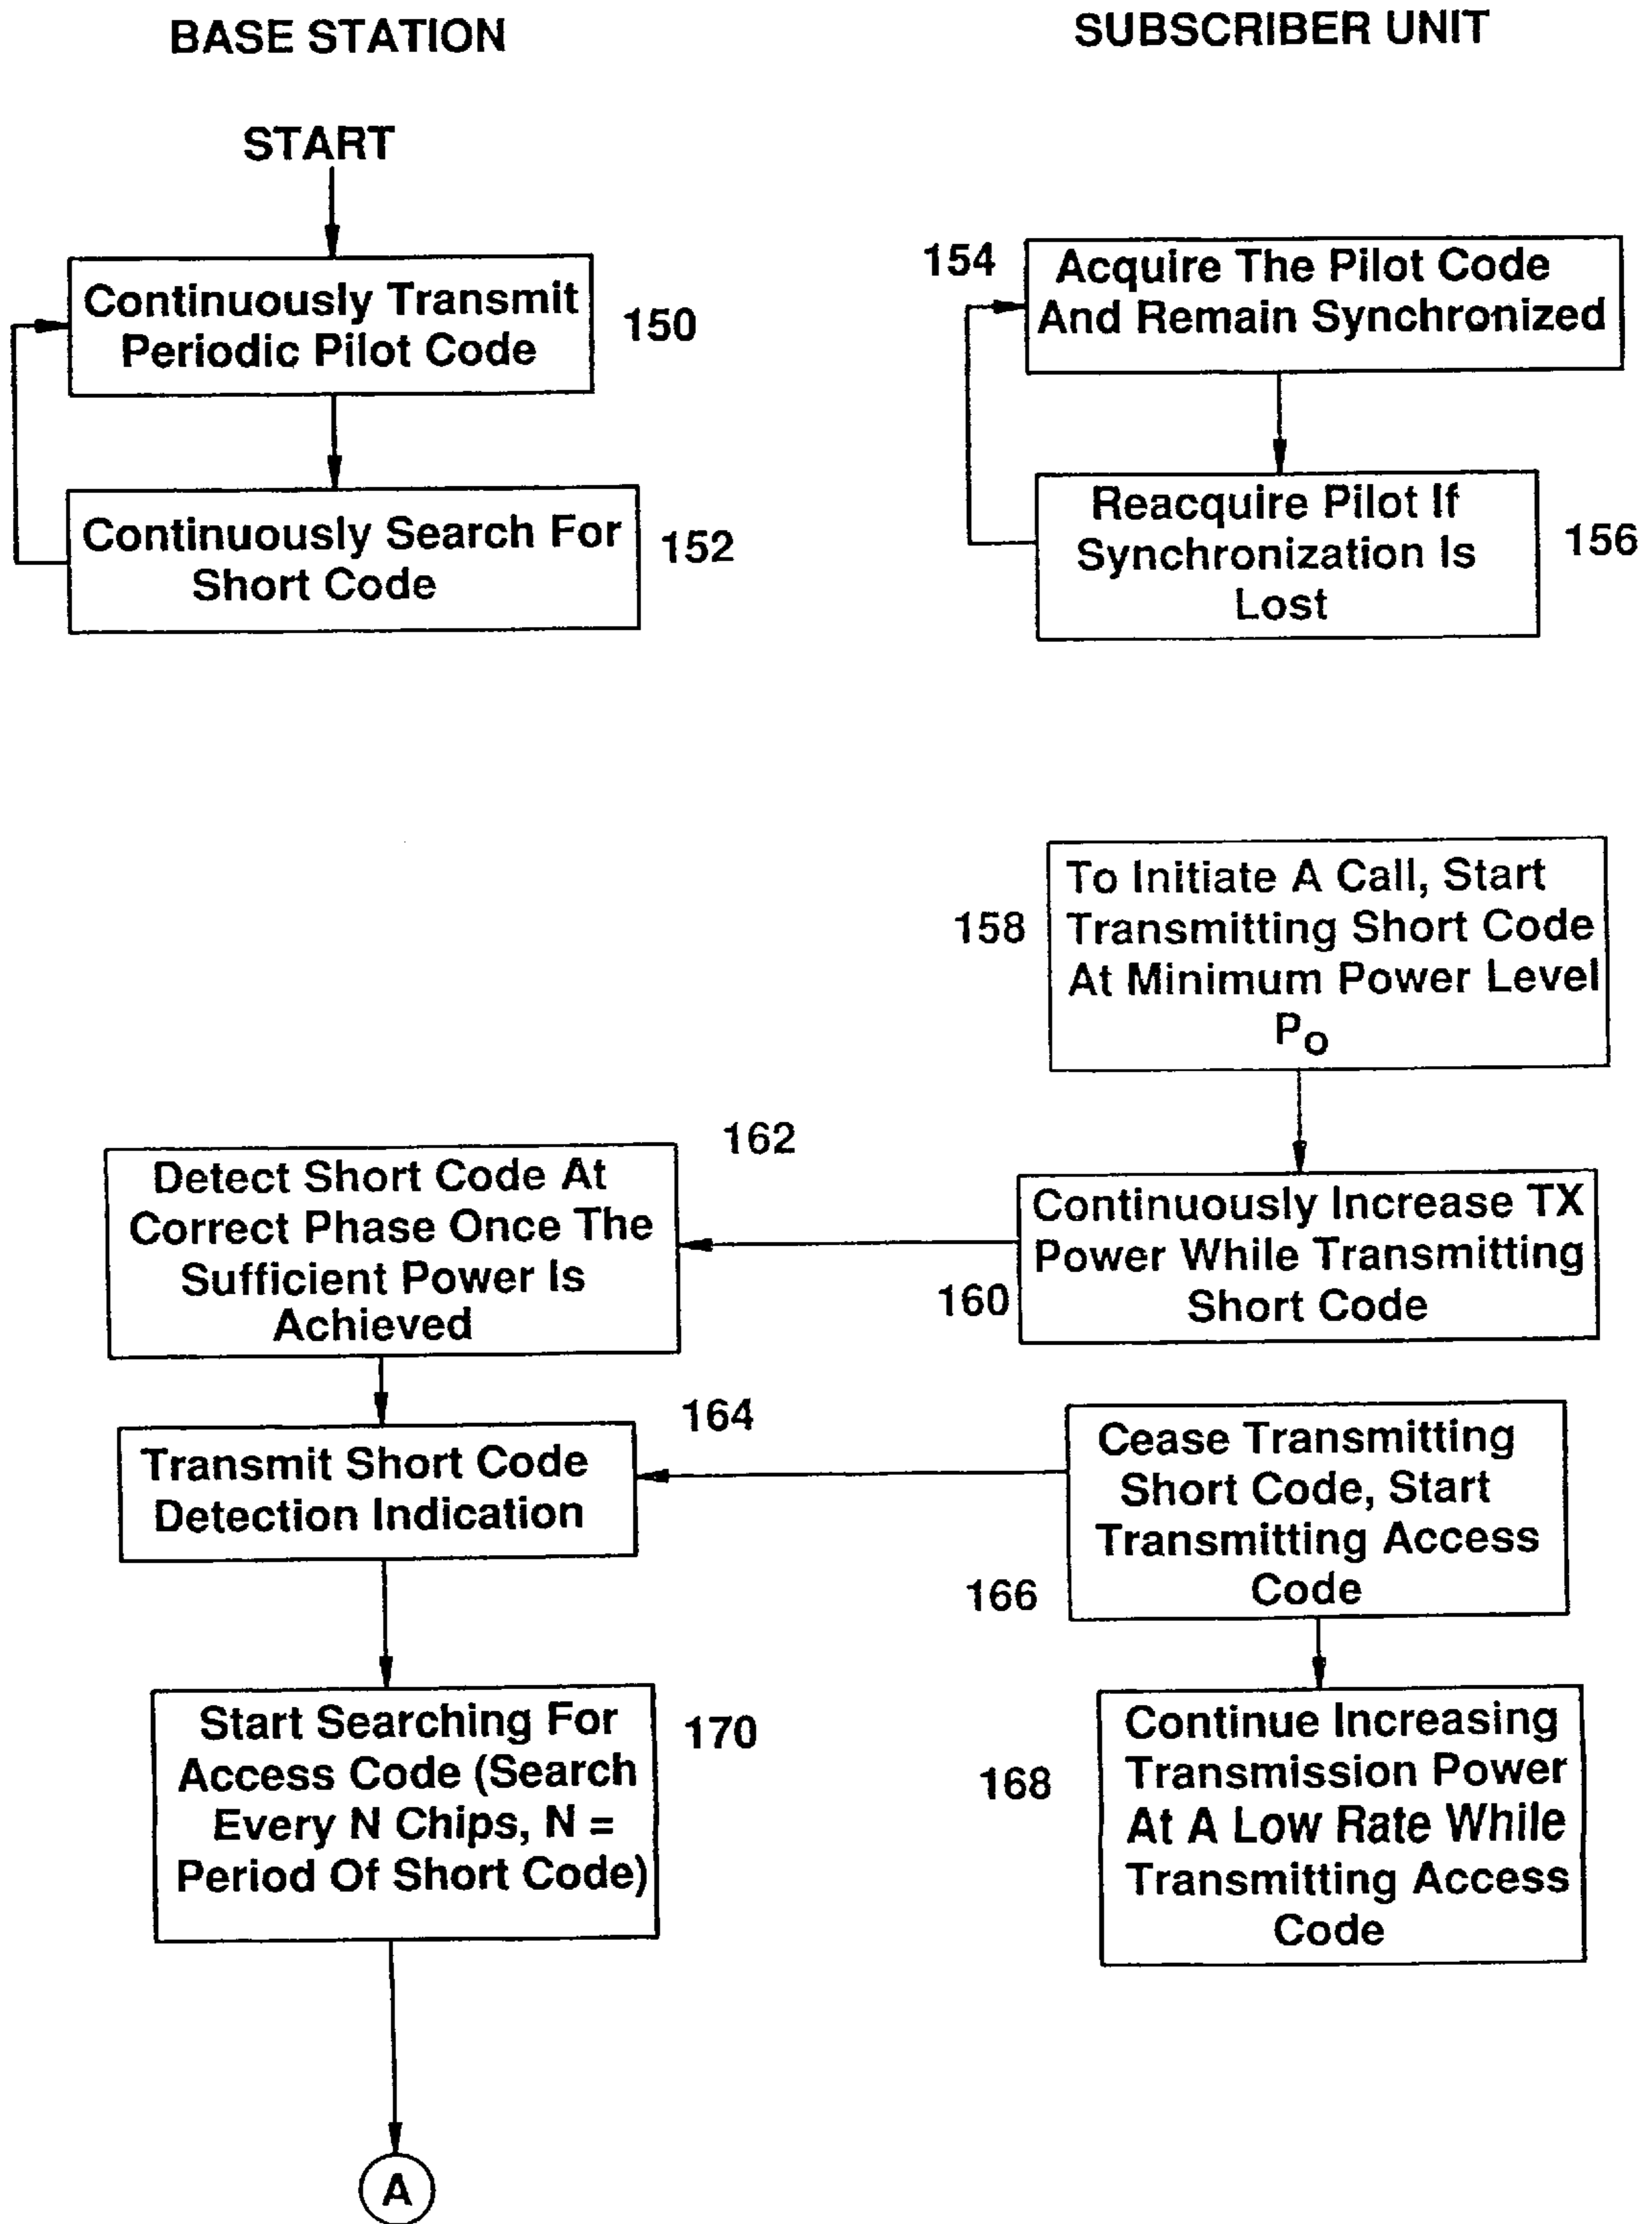 BASE STATION
SUBSCRIBER UNIT
START
Continuously Transmit
Periodic Pilot Code
150
Continuously Search For
Short Code
152
154
Acquire The Pilot Code
And Remain Synchronized
Reacquire Pilot If
Synchronization Is
Lost
156
158
To Initiate A Call, Start
Transmitting Short Code
At Minimum Power Level
Po
162
Detect Short Code At
Correct Phase Once The
Sufficient Power Is
Achieved
Continuously Increase TX
Power While Transmitting
Short Code
160
164
Transmit Short Code
Detection Indication
Cease Transmitting
Short Code, Start
Transmitting Access
Code
166
Start Searching For
Access Code (Search
Every N Chips, N =
Period Of Short Code)
170
168
Continue Increasing
Transmission Power
At A Low Rate While
Transmitting Access
Code
A